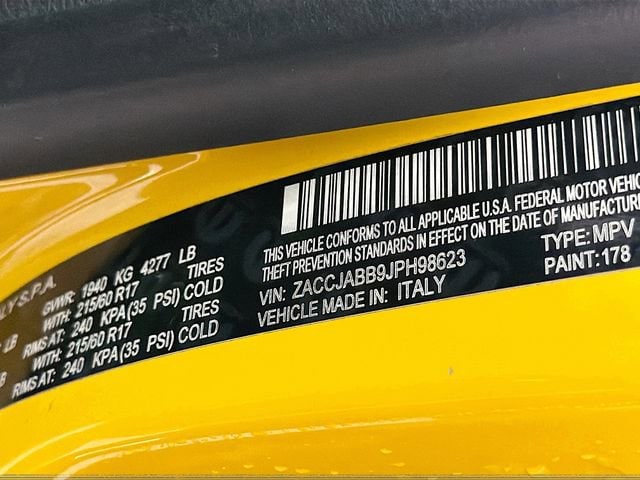 LY S.P.A.
GVWR: 1940 KG 4277 LB
LB WITH: 215/60 R17 TIRES
RIMS AT: 240 KPA(35 PSI) COLD
WITH: 215/60 R17 TIRES
LB RIMS AT: 240 KPA(35 PSI) COLD
THIS VEHICLE CONFORMS TO ALL APPLICABLE U.S.A. FEDERAL MOTOR VEHIC
THEFT PREVENTION STANDARDS IN EFFECT ON THE DATE OF MANUFACTUR
VIN: ZACCJABB9JPH98623 TYPE: MPV
VEHICLE MADE IN: ITALY PAINT: 178